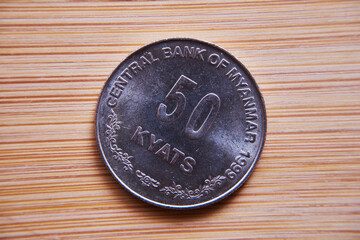 CENTRAL BANK OF MYANMAR 1999
50
KYATS